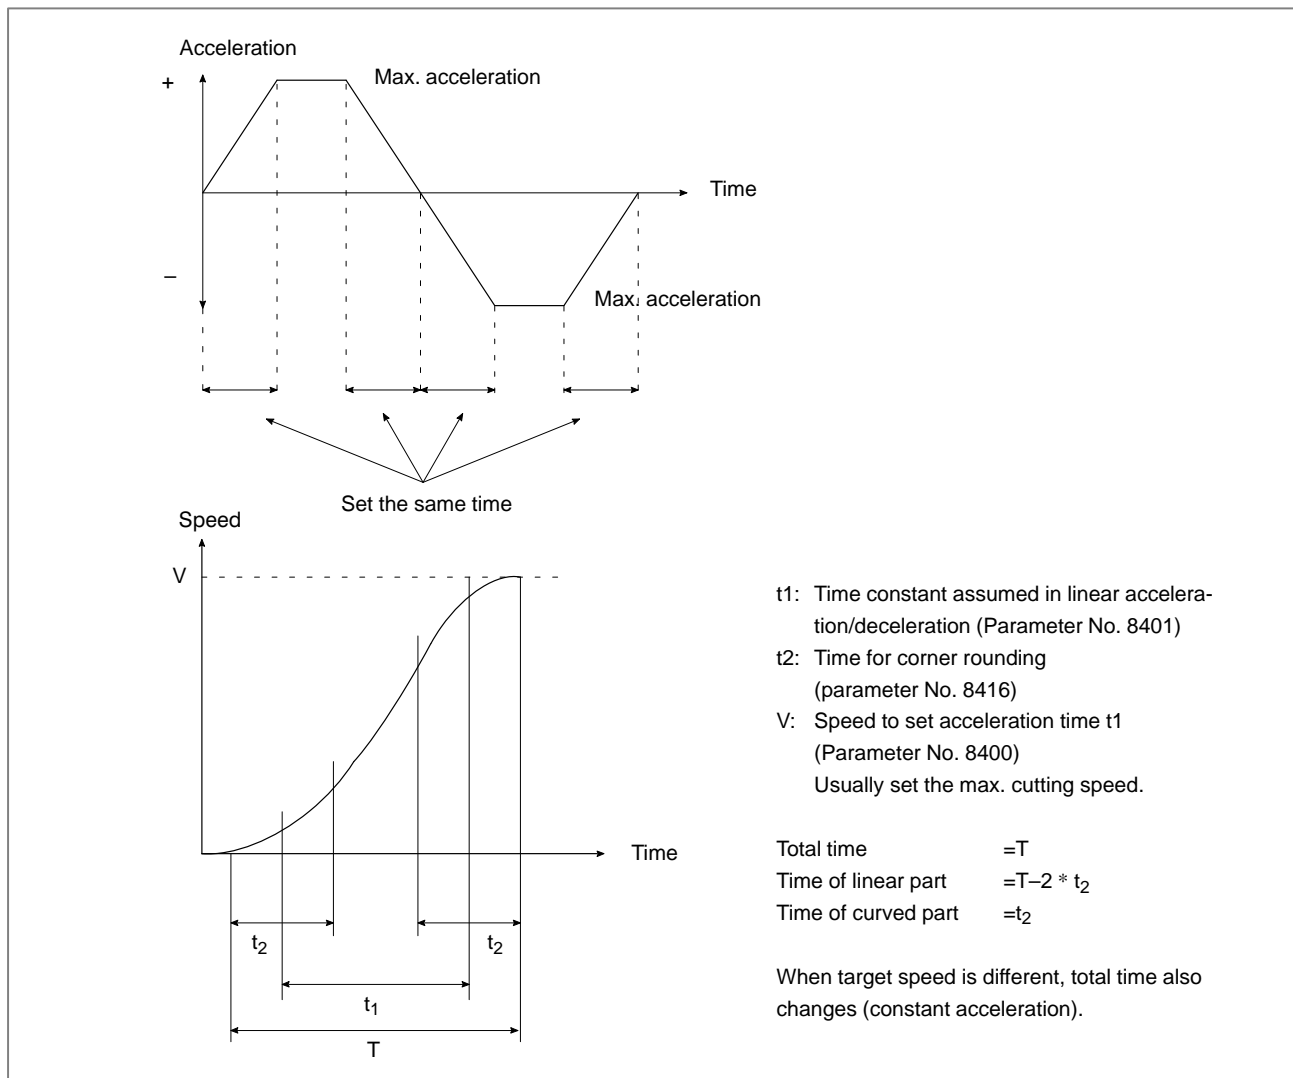 Acceleration
+
Max. acceleration
Time
–
Max. acceleration
Set the same time
Speed
V
Time
t2
t2
t1
T
t1: Time constant assumed in linear accelera-
tion/deceleration (Parameter No. 8401)
t2: Time for corner rounding
(parameter No. 8416)
V: Speed to set acceleration time t1
(Parameter No. 8400)
Usually set the max. cutting speed.
Total time =T
Time of linear part =T–2 * t2
Time of curved part =t2
When target speed is different, total time also
changes (constant acceleration).